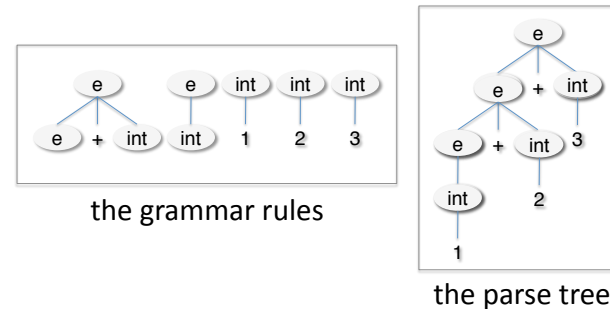 e e int int int
e + int int 1 2 3
the grammar rules
e
e + int
e + int 3
int 2
1
the parse tree